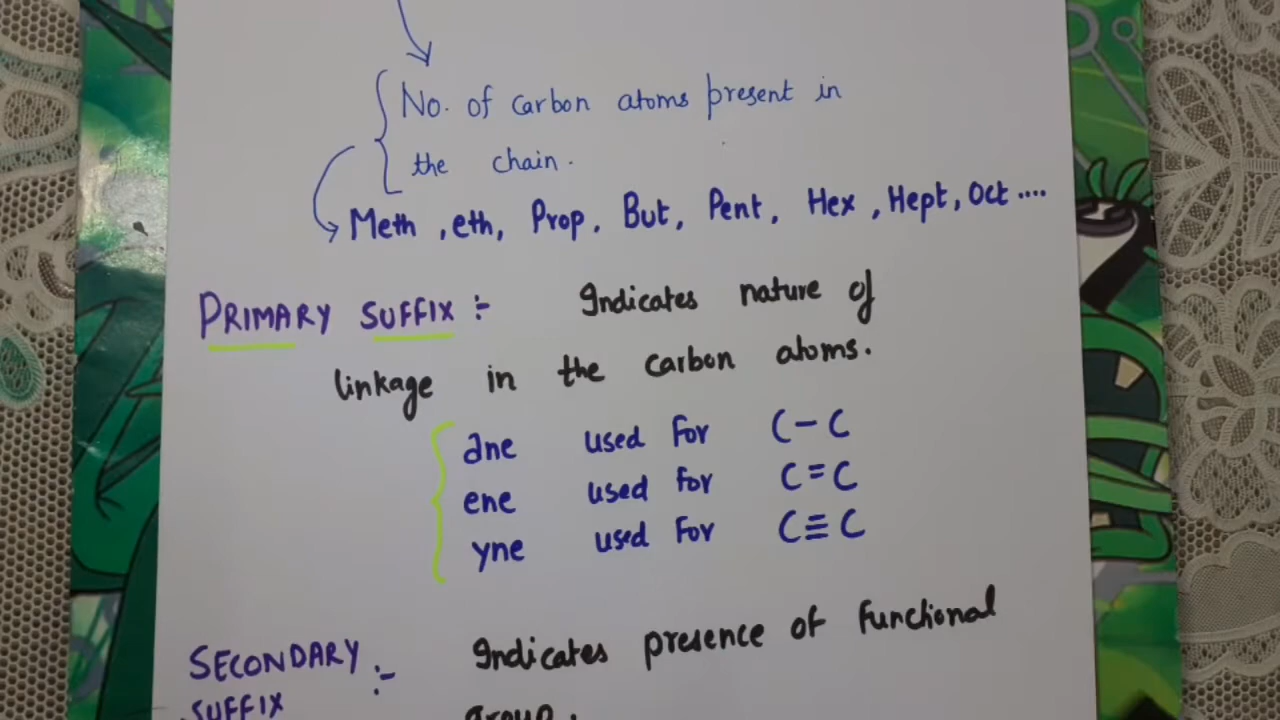 No. of carbon atoms present in
the chain.
Meth, eth, Prop, But, Pent, Hex, Hept, Oct ....
PRIMARY SUFFIX :- Indicates nature of
linkage in the carbon atoms.
ane used for C-C
ene used for C=C
yne used for C≡C
SECONDARY :- Indicates presence of functional
SUFFIX group.